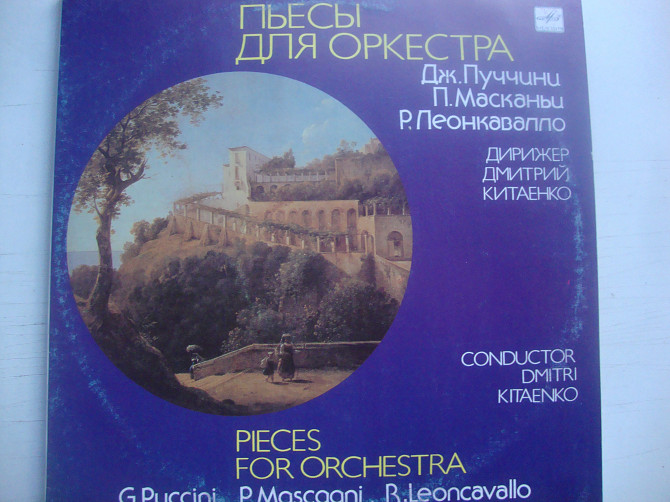 ПЬЕСЫ
ДЛЯ ОРКЕСТРА
Дж.Пуччини
П.Масканьи
Р.Леонкавалло
ДИРИЖЕР
ДМИТРИЙ
КИТАЕНКО
CONDUCTOR
DMITRI
KITAENKO
PIECES
FOR ORCHESTRA
G.Puccini P.Mascagni R.Leoncavallo